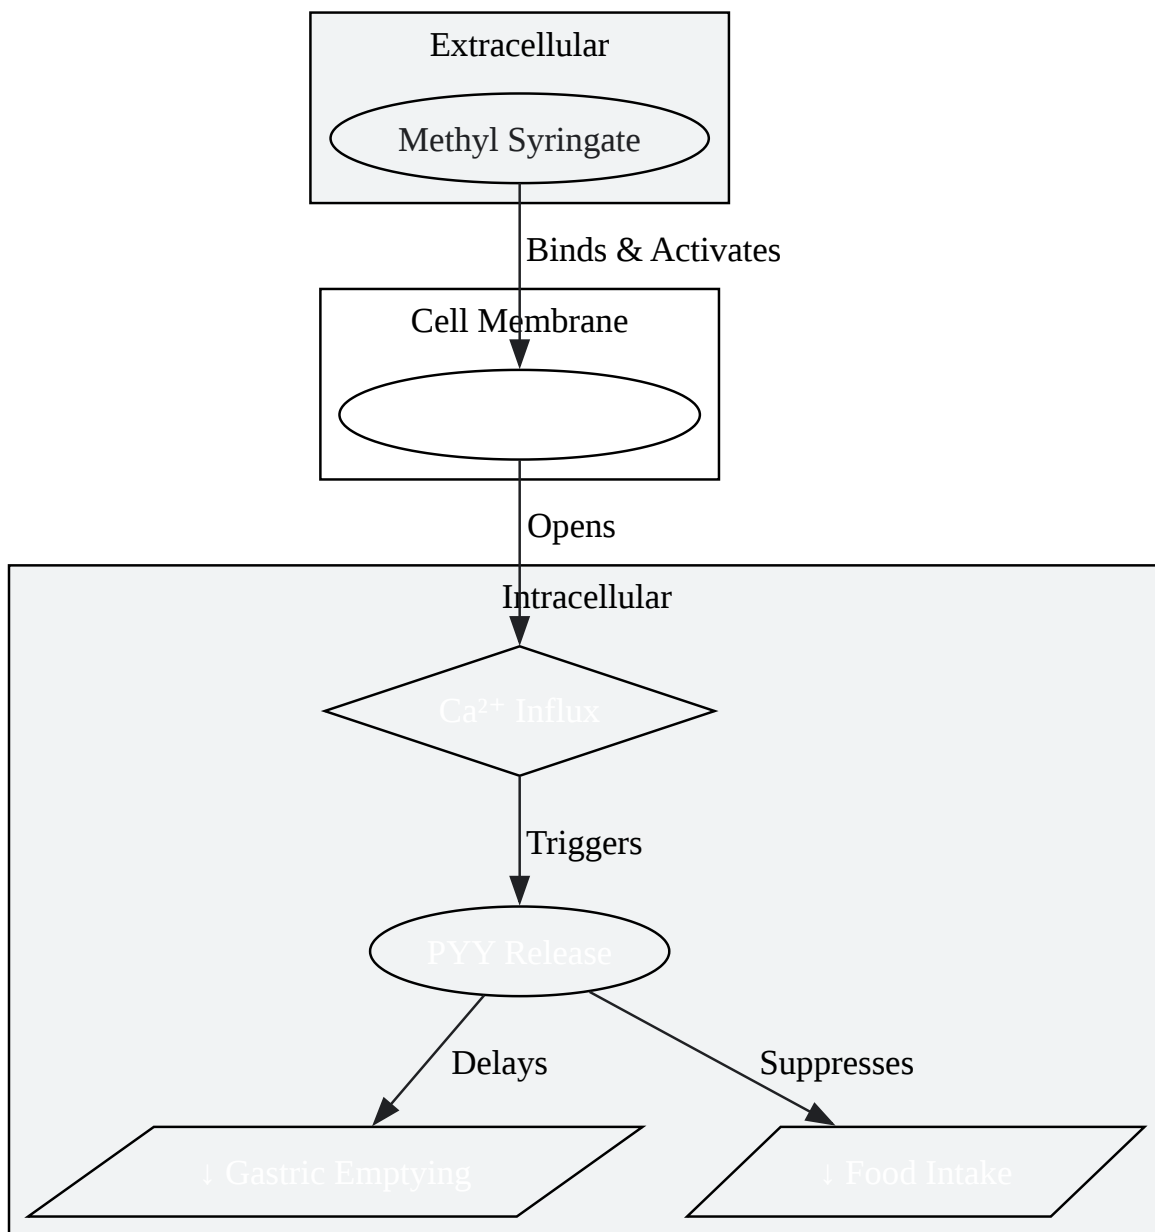 Extracellular
Methyl Syringate
Binds & Activates
Cell Membrane
Opens
Intracellular
Ca²⁺ Influx
Triggers
PYY Release
Delays
Suppresses
↓ Gastric Emptying
↓ Food Intake